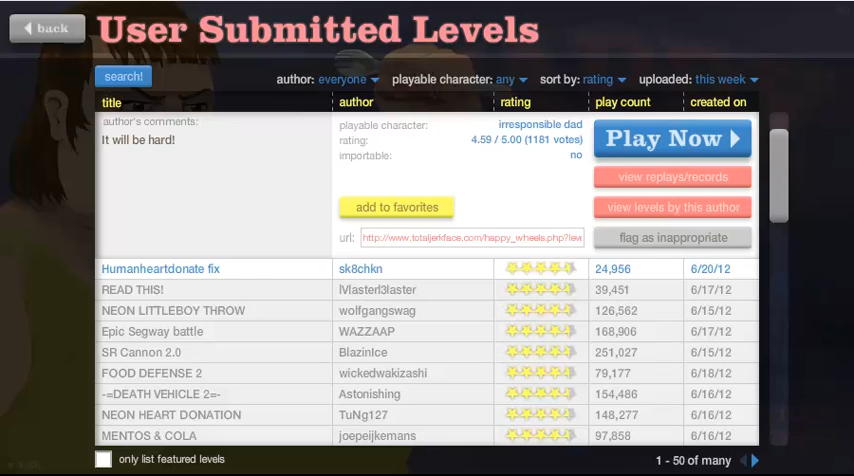 back
User Submitted Levels
search!
author: everyone playable character: any sort by: rating uploaded: this week
title author rating play count created on
author's comments:
It will be hard!
playable character: irresponsible dad
rating: 4.59 / 5.00 (1181 votes)
importable: no
Play Now
view replays/records
add to favorites
view levels by this author
url: http://www.totaljerkface.com/happy_wheels.php?leve
flag as inappropriate
Humanheartdonate fix sk8chkn 24,956 6/20/12
READ THIS! lVlasterl3laster 39,451 6/17/12
NEON LITTLEBOY THROW wolfgangswag 126,562 6/15/12
Epic Segway battle WAZZAAP 168,906 6/17/12
SR Cannon 2.0 BlazinIce 251,027 6/15/12
FOOD DEFENSE 2 wickedwakizashi 79,177 6/18/12
-=DEATH VEHICLE 2=- Astonishing 154,486 6/16/12
NEON HEART DONATION TuNg127 148,277 6/16/12
MENTOS & COLA joepeijkemans 97,858 6/16/12
only list featured levels
1 - 50 of many